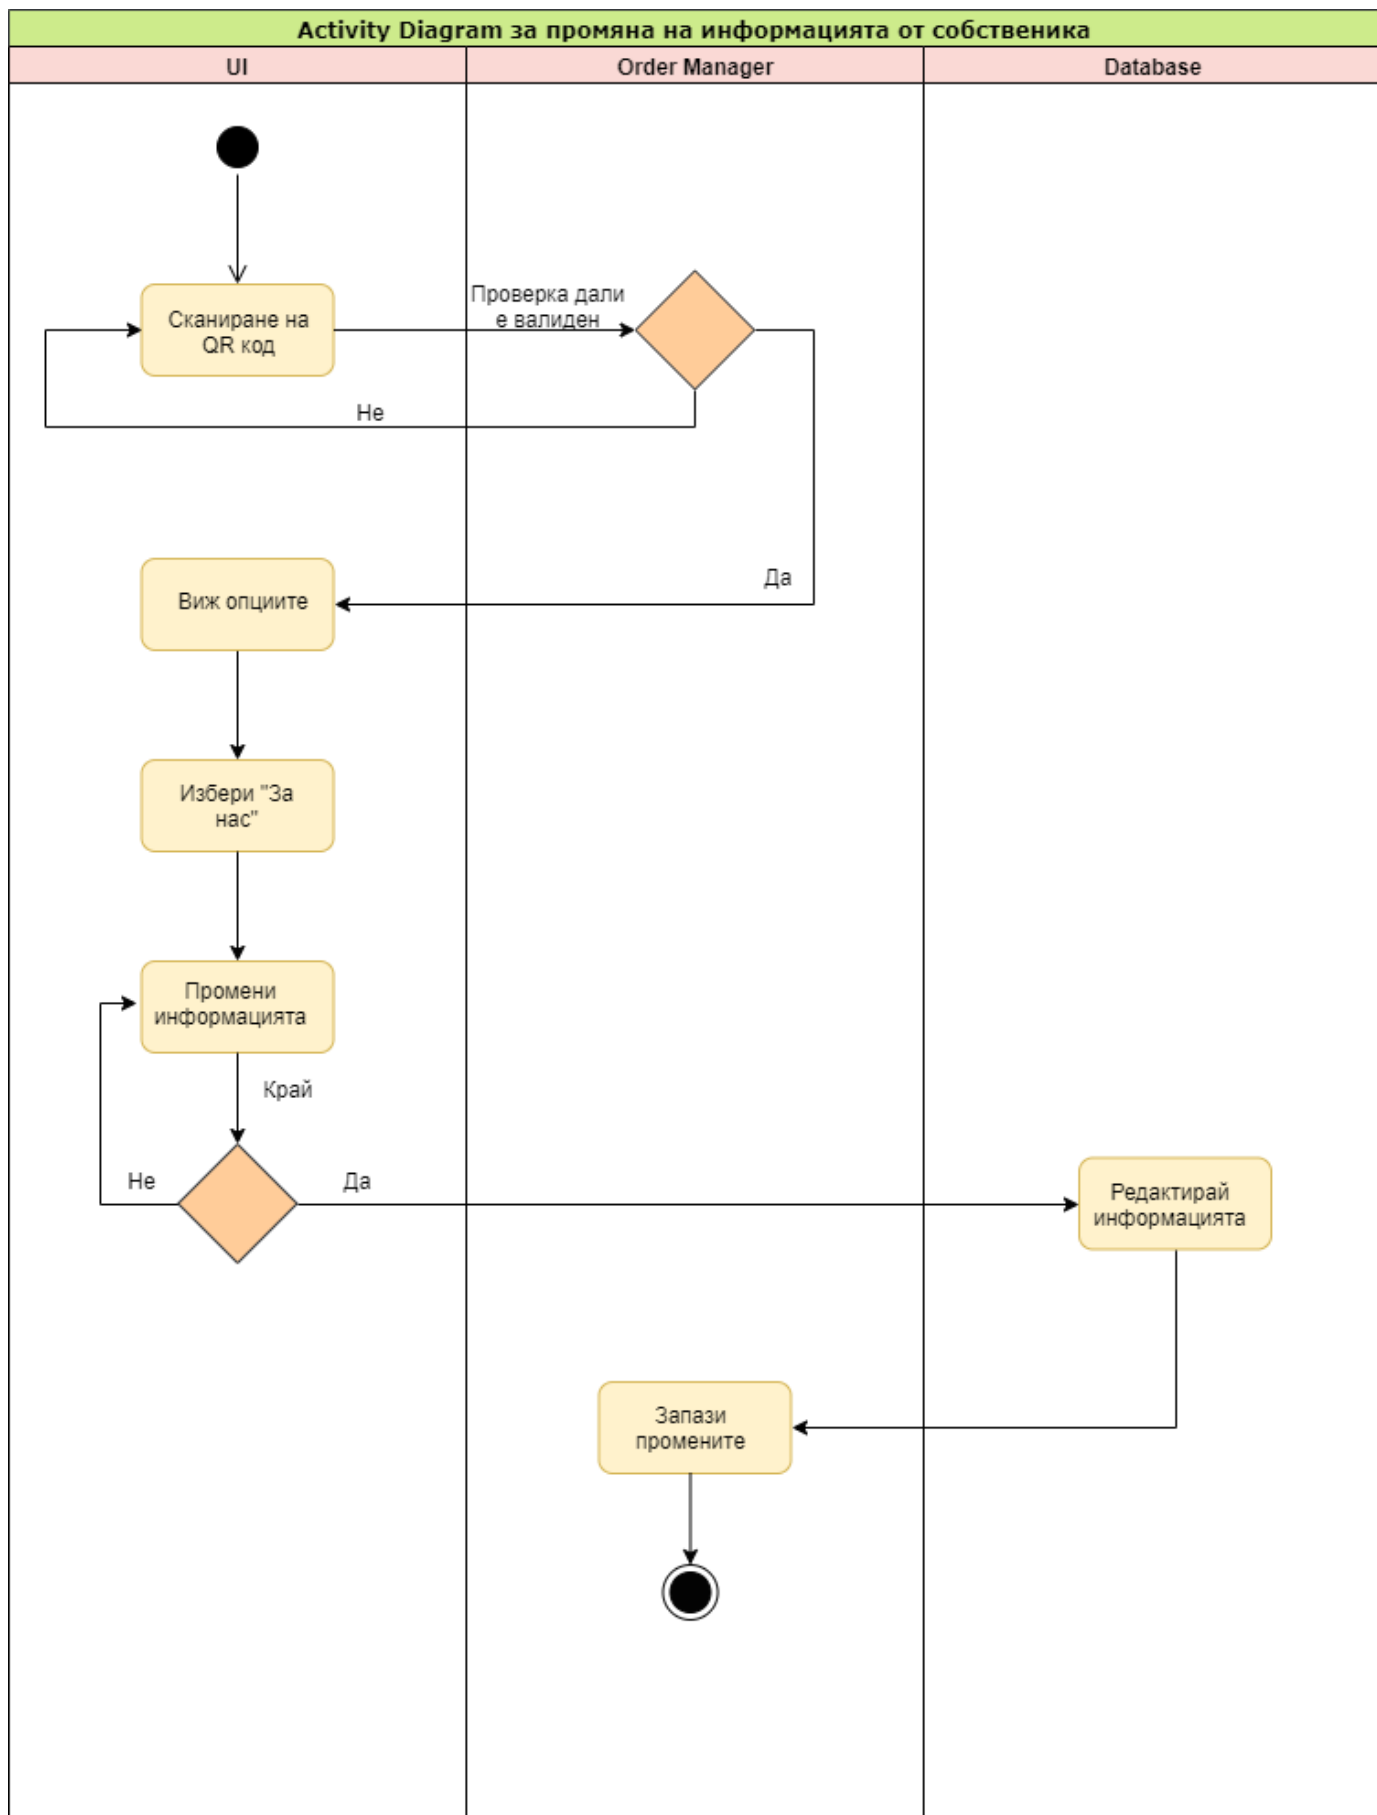 Activity Diagram за промяна на информацията от собственика
UI
Order Manager
Database
Сканиране на
QR код
Проверка дали
е валиден
Не
Да
Виж опциите
Избери "За
нас"
Промени
информацията
Край
Не
Да
Редактирай
информацията
Запази
промените